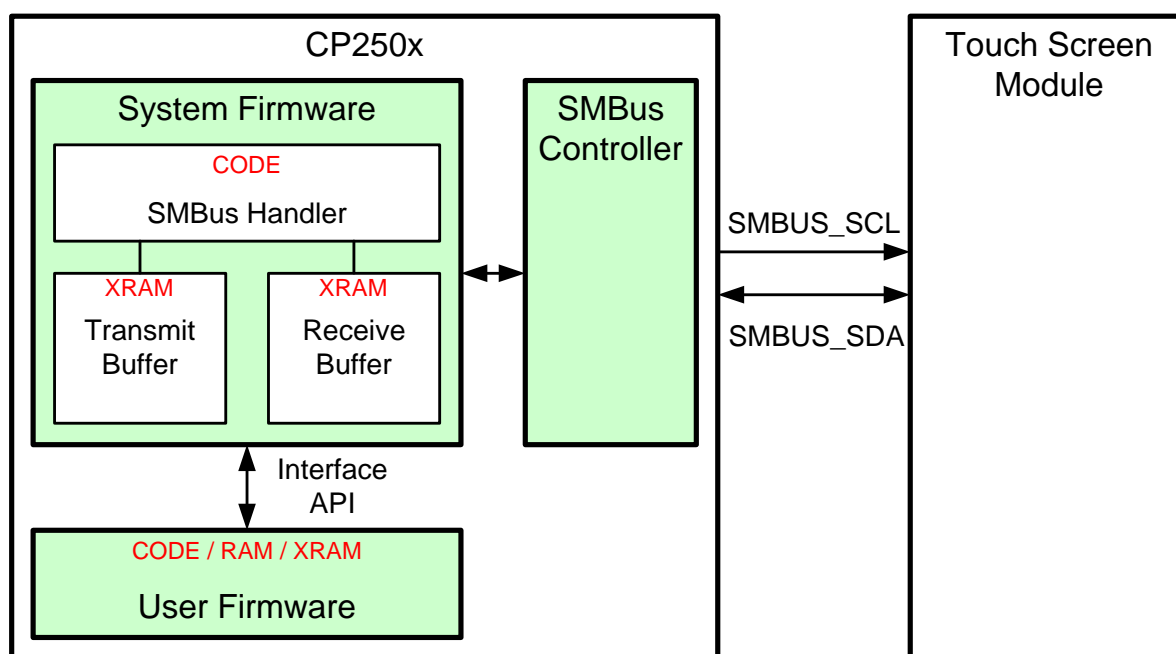 CP250x
System Firmware
CODE
SMBus Handler
XRAM
Transmit
Buffer
XRAM
Receive
Buffer
SMBus
Controller
Interface
API
CODE / RAM / XRAM
User Firmware
SMBUS_SCL
SMBUS_SDA
Touch Screen
Module